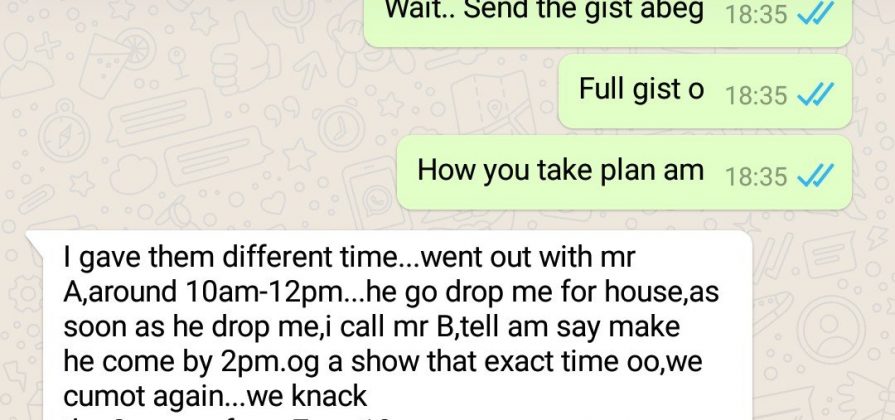 Wait.. Send the gist abeg 18:35
Full gist o 18:35
How you take plan am 18:35
I gave them different time...went out with mr
A,around 10am-12pm...he go drop me for house,as
soon as he drop me,i call mr B,tell am say make
he come by 2pm.og a show that exact time oo,we
cumot again...we knack